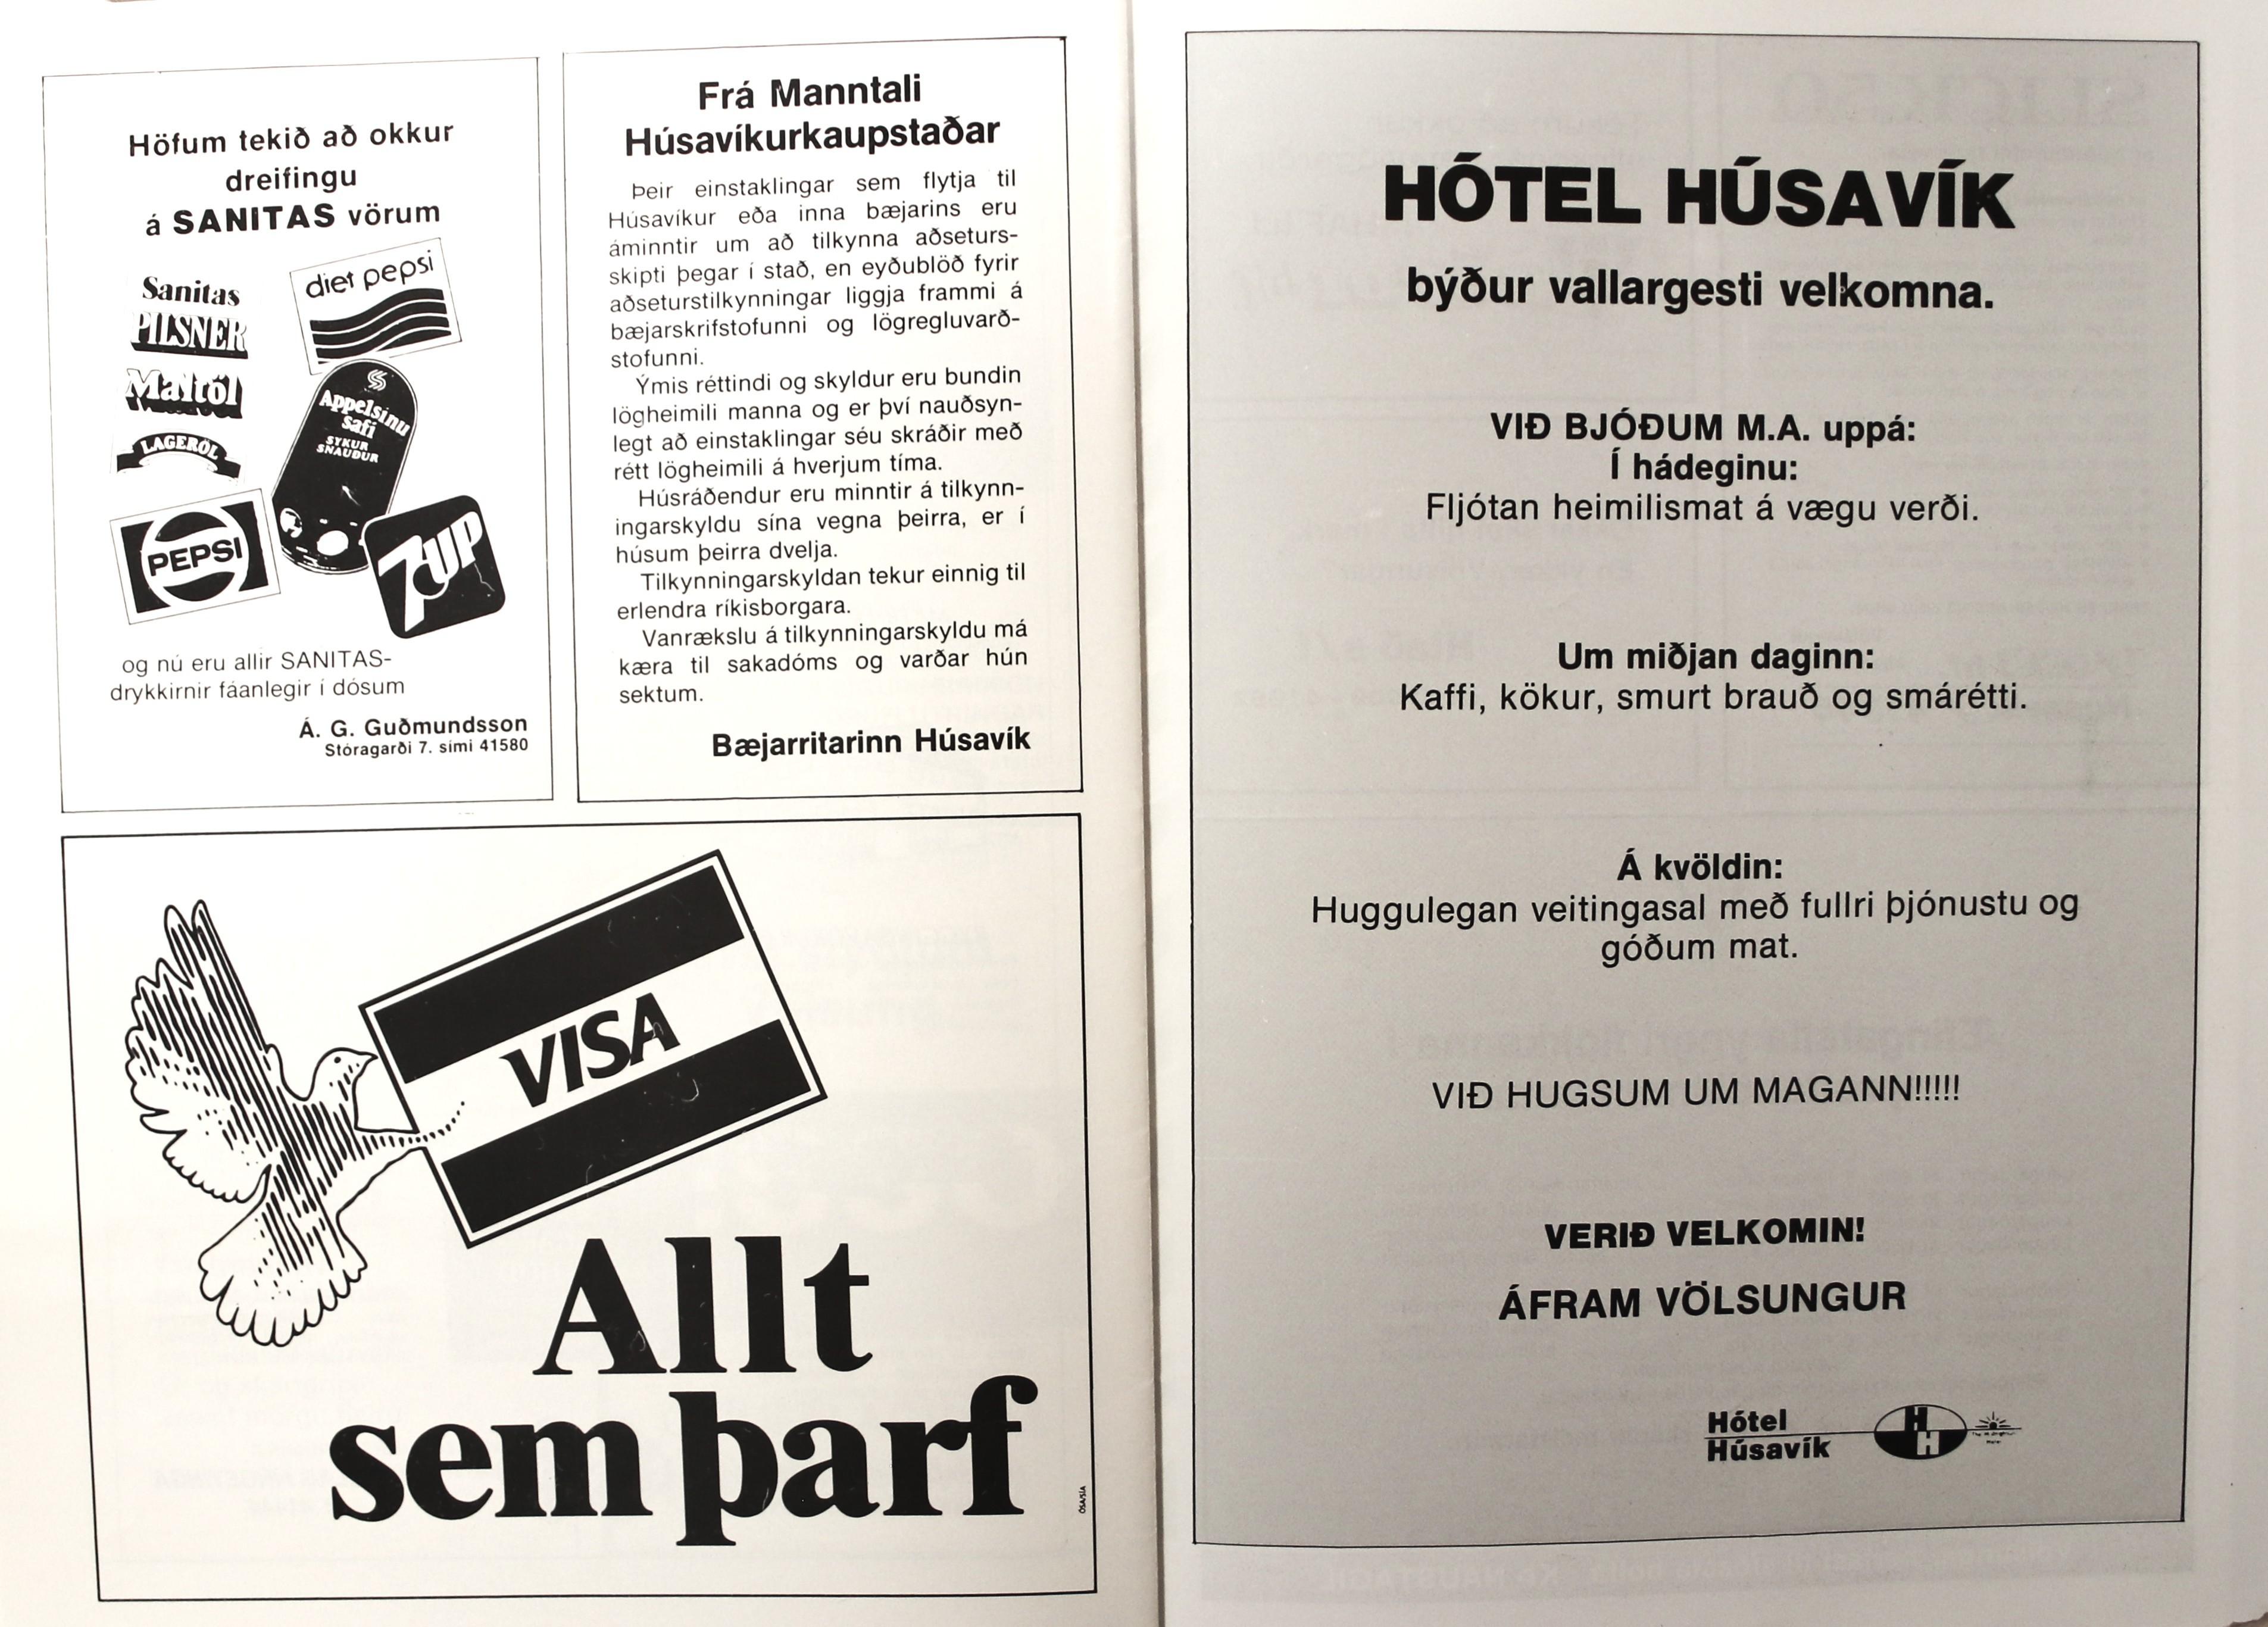 Höfum tekið að okkur
dreifingu
á SANITAS vörum
Sanitas
PILSNER
Maltöl
LAGERÖL
diet pepsi
Appelsínu
safi
SYKUR
SNAUÐUR
PEPSI
7UP
og nú eru allir SANITAS-
drykkirnir fáanlegir í dósum
Á. G. Guðmundsson
Stóragarði 7. sími 41580
Frá Manntali
Húsavíkurkaupstaðar
Þeir einstaklingar sem flytja til
Húsavíkur eða inna bæjarins eru
áminntir um að tilkynna aðseturs-
skipti þegar í stað, en eyðublöð fyrir
aðseturstilkynningar liggja frammi á
bæjarskrifstofunni og lögregluvarð-
stofunni.
Ýmis réttindi og skyldur eru bundin
lögheimili manna og er því nauðsyn-
legt að einstaklingar séu skráðir með
rétt lögheimili á hverjum tíma.
Húsráðendur eru minntir á tilkynn-
ingarskyldu sína vegna þeirra, er í
húsum þeirra dvelja.
Tilkynningarskyldan tekur einnig til
erlendra ríkisborgara.
Vanrækslu á tilkynningarskyldu má
kæra til sakadóms og varðar hún
sektum.
Bæjarritarinn Húsavík
VISA
Allt
sem þarf
ÓSA/SÍA
HÓTEL HÚSAVÍK
býður vallargesti velkomna.
VIÐ BJÓÐUM M.A. uppá:
Í hádeginu:
Fljótan heimilismat á vægu verði.
Um miðjan daginn:
Kaffi, kökur, smurt brauð og smárétti.
Á kvöldin:
Huggulegan veitingasal með fullri þjónustu og
góðum mat.
VIÐ HUGSUM UM MAGANN!!!!!
VERIÐ VELKOMIN!
ÁFRAM VÖLSUNGUR
Hótel
Húsavík
H
H